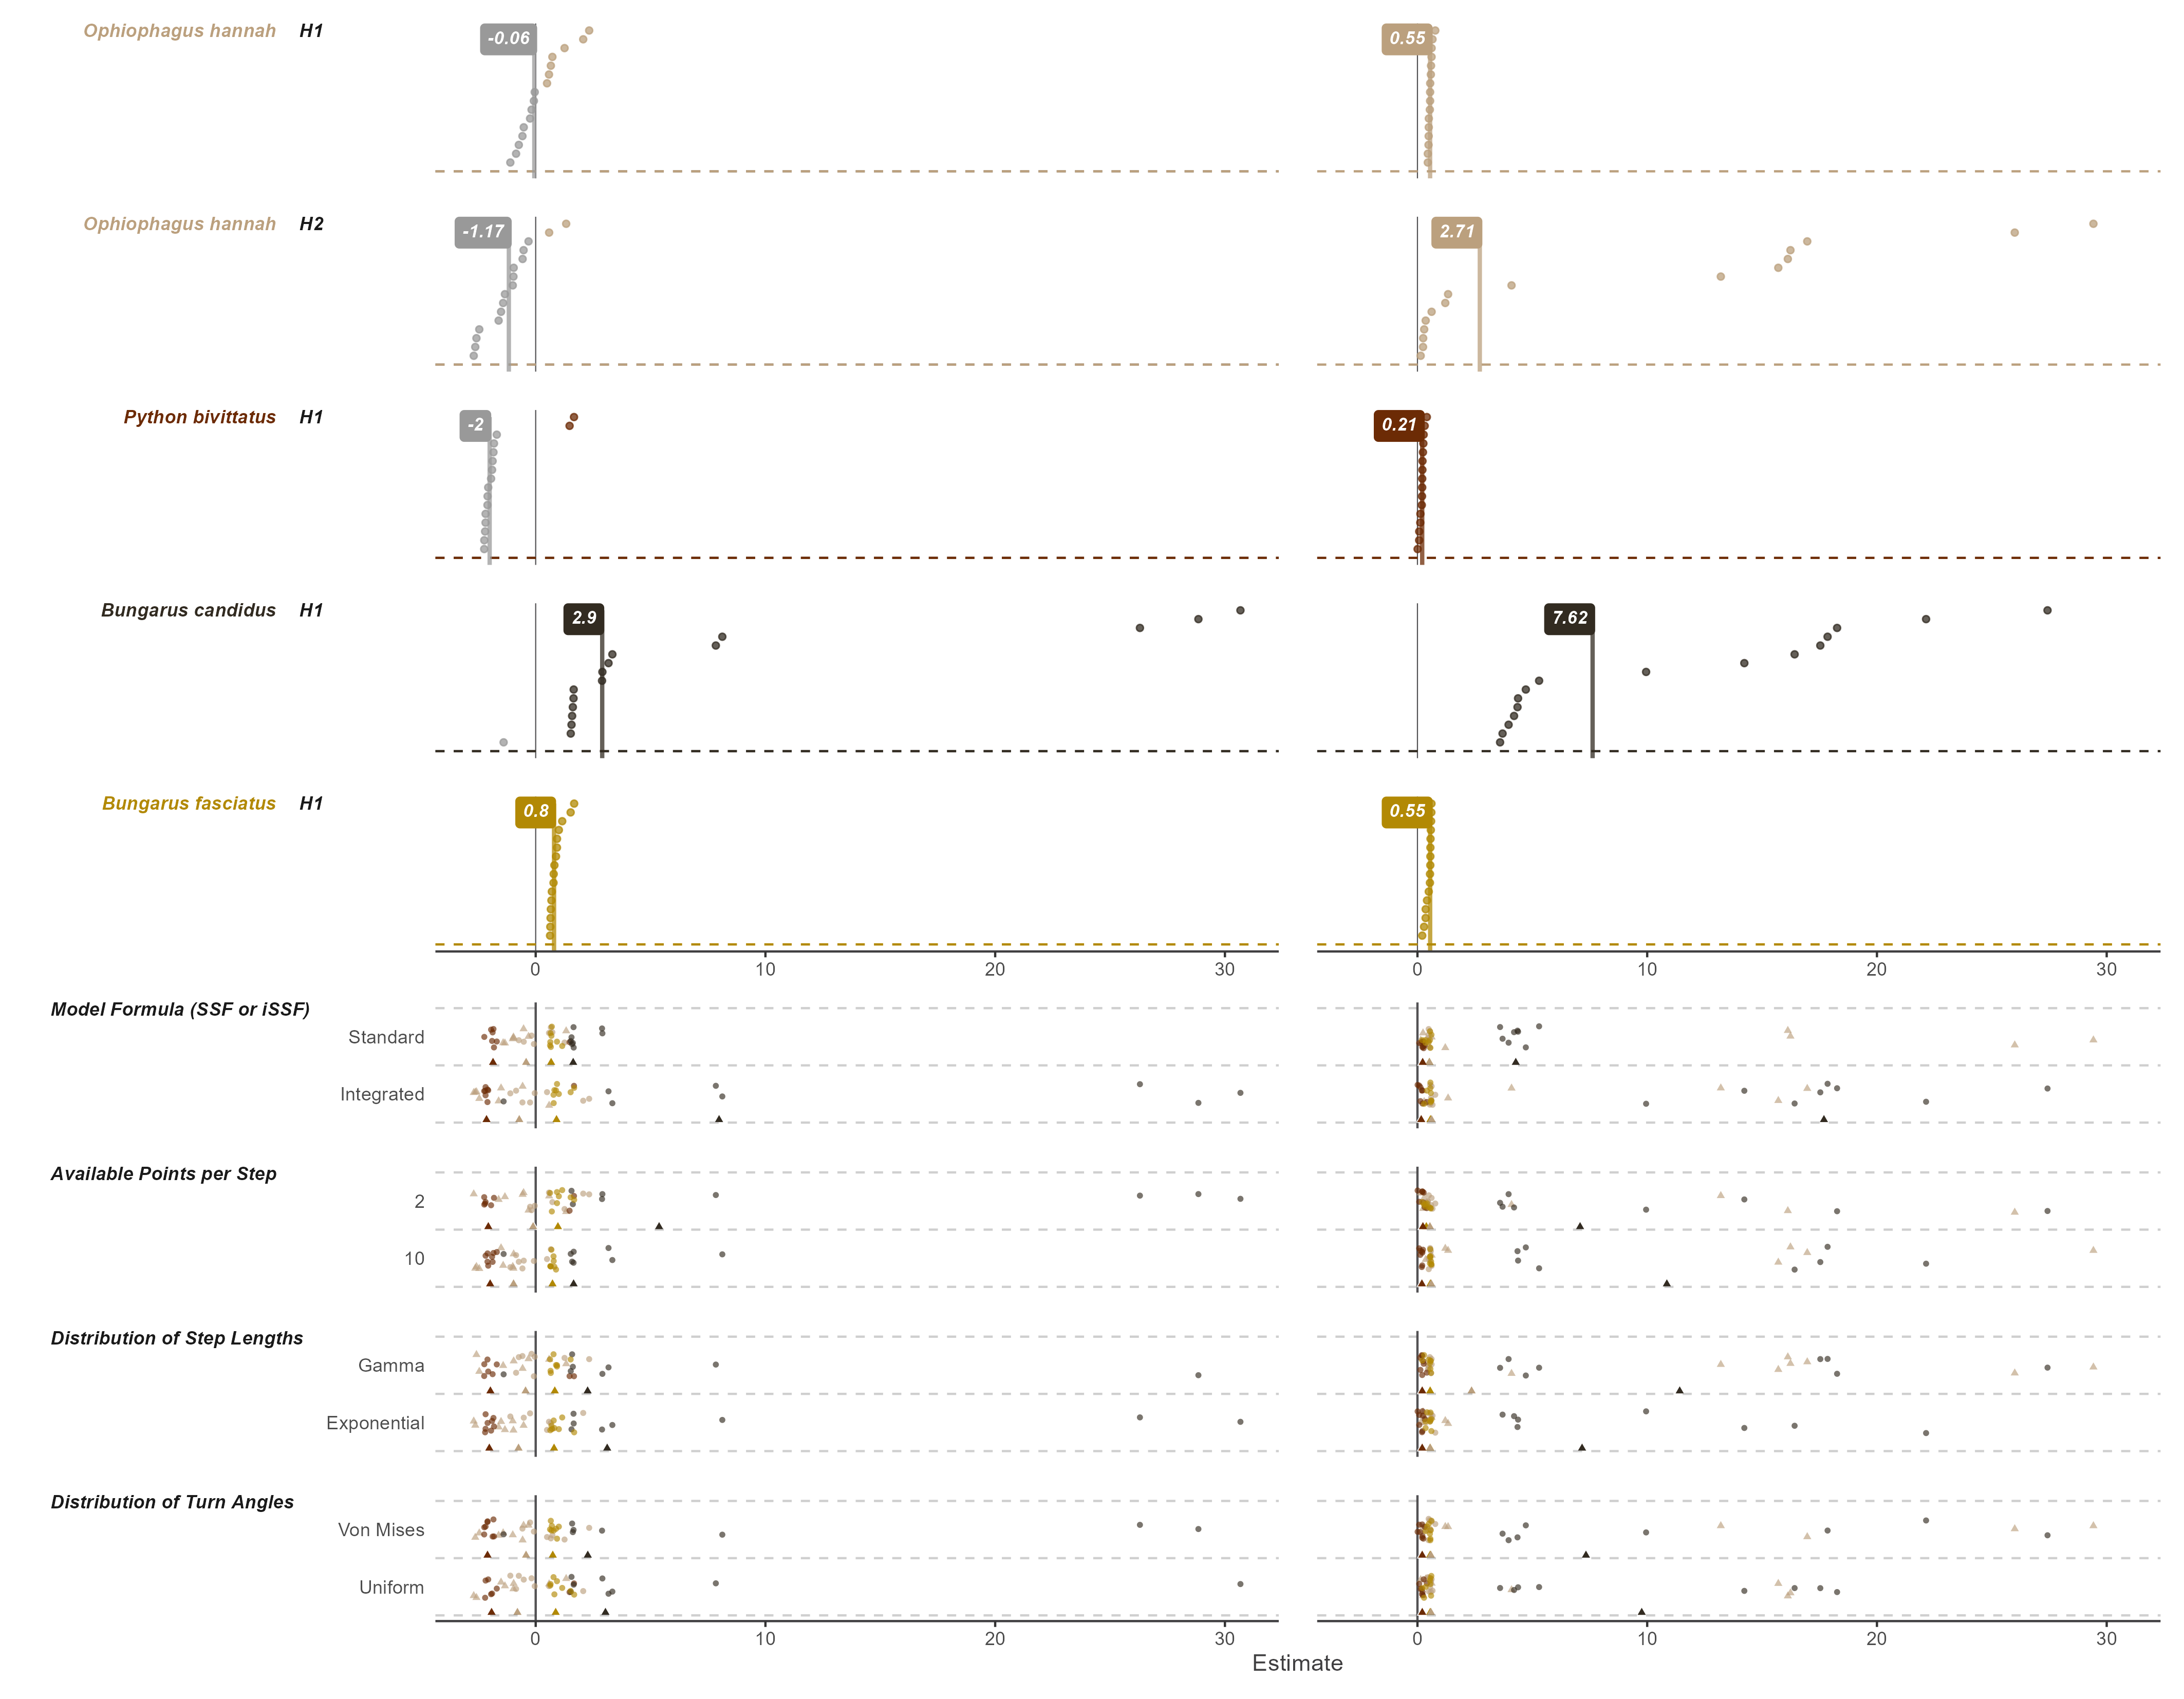 Ophiophagus hannah H1 -0.06 0.55
Ophiophagus hannah H2 -1.17 2.71
Python bivittatus H1 -2 0.21
Bungarus candidus H1 2.9 7.62
Bungarus fasciatus H1 0.8 0.55
0 10 20 30 0 10 20 30
Model Formula (SSF or iSSF)
Standard
Integrated
Available Points per Step
2
10
Distribution of Step Lengths
Gamma
Exponential
Distribution of Turn Angles
Von Mises
Uniform
0 10 20 30 0 10 20 30
Estimate